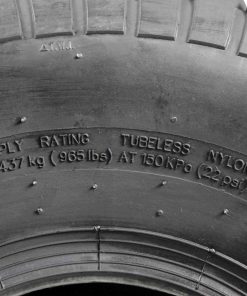 PLY RATING TUBELESS NYLON
437 kg (965 lbs) AT 150 KPa (22 psi